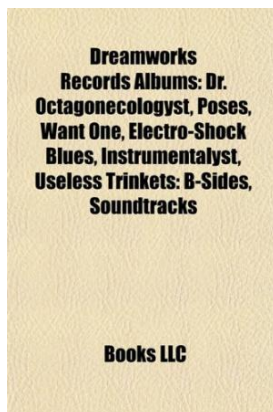 Dreamworks
Records Albums: Dr.
Octagonecologyst, Poses,
Want One, Electro-Shock
Blues, Instrumentalyst,
Useless Trinkets: B-Sides,
Soundtracks
Books LLC